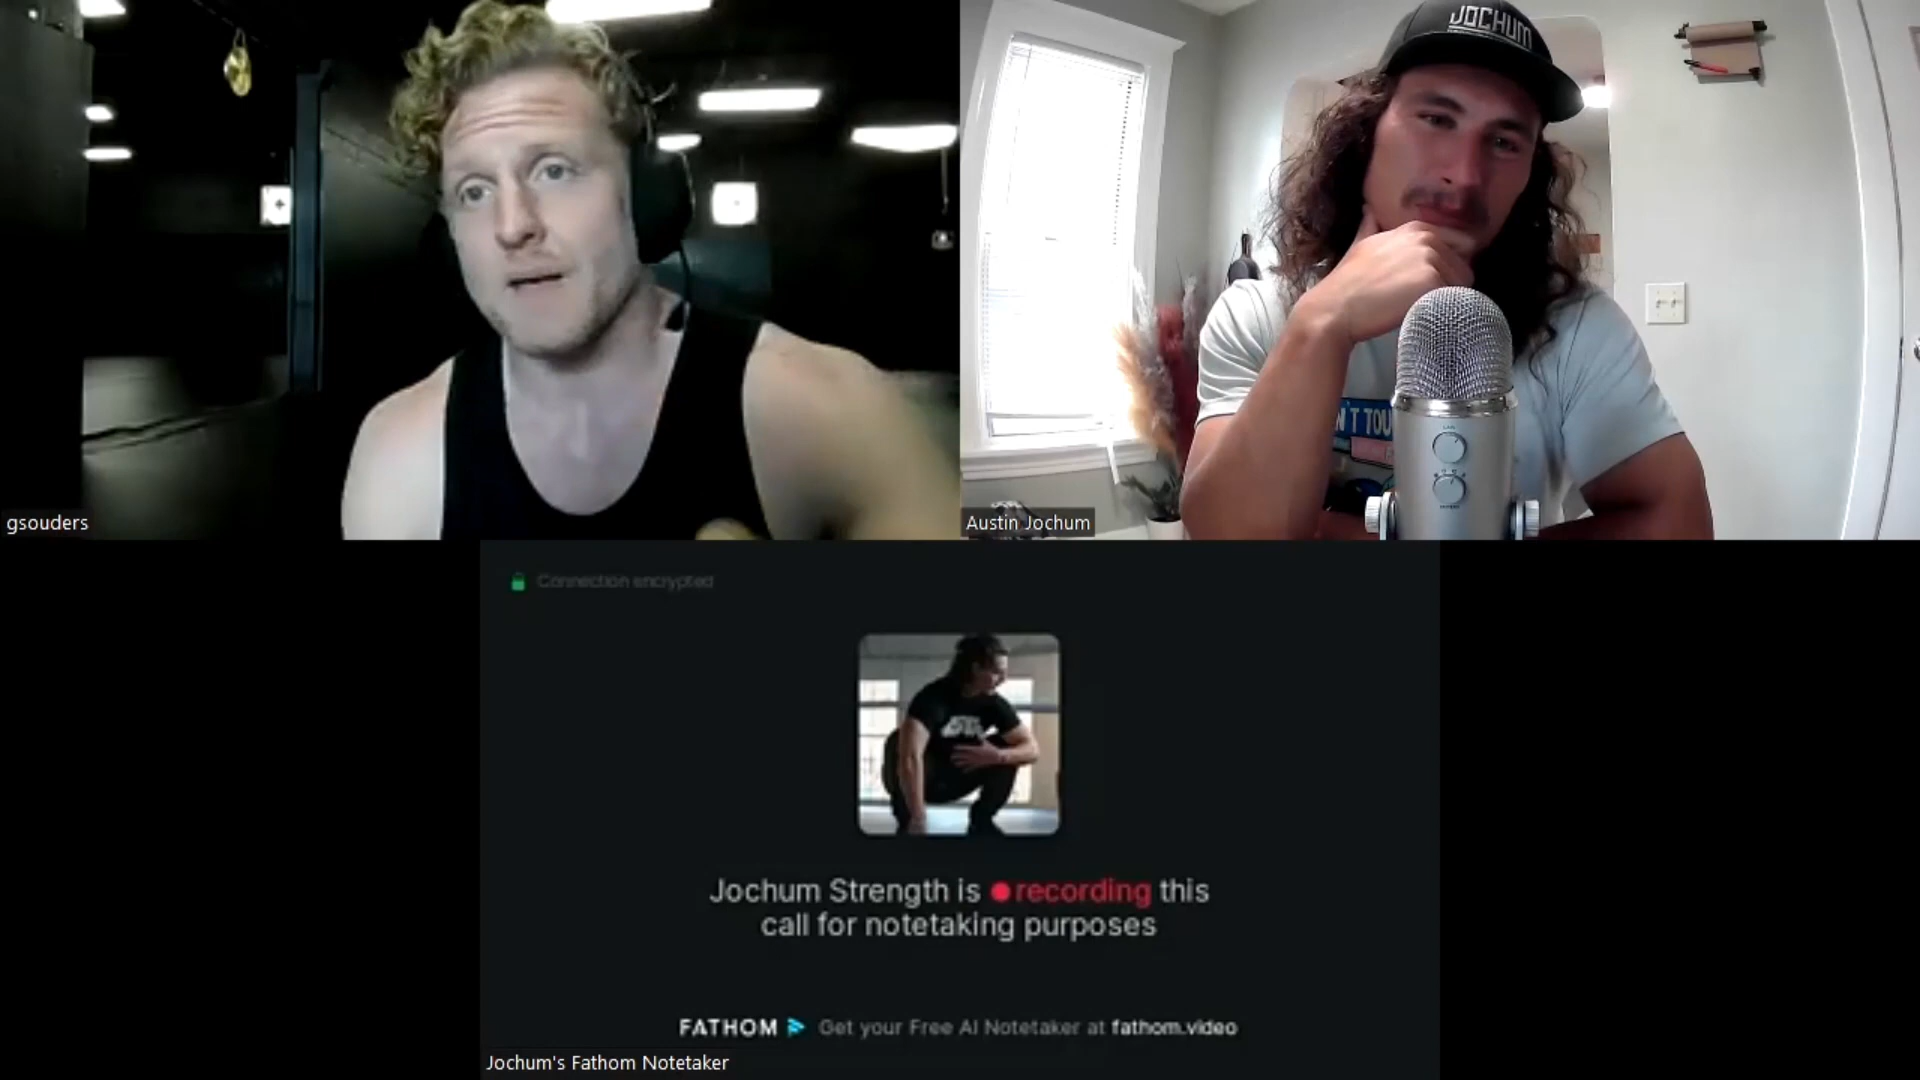 JOCHUM
N'T TOU
gsouders
Austin Jochum
Connection encrypted
Jochum Strength is recording this
call for notetaking purposes
FATHOM Get your Free AI Notetaker at fathom.video
Jochum's Fathom Notetaker